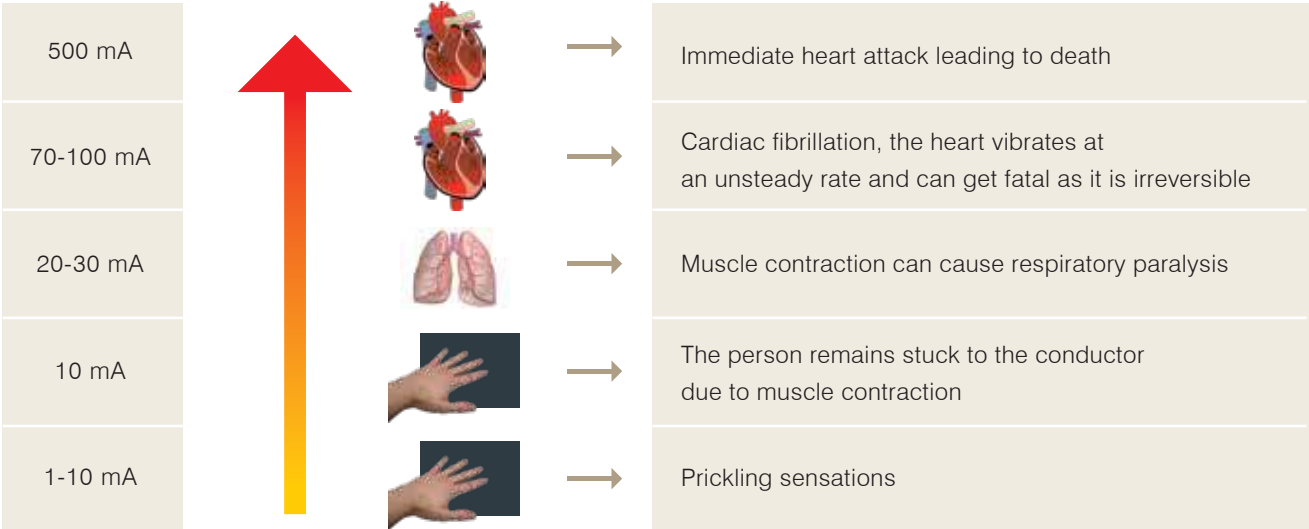 500 mA
Immediate heart attack leading to death
70-100 mA
Cardiac fibrillation, the heart vibrates at
an unsteady rate and can get fatal as it is irreversible
20-30 mA
Muscle contraction can cause respiratory paralysis
10 mA
The person remains stuck to the conductor
due to muscle contraction
1-10 mA
Prickling sensations